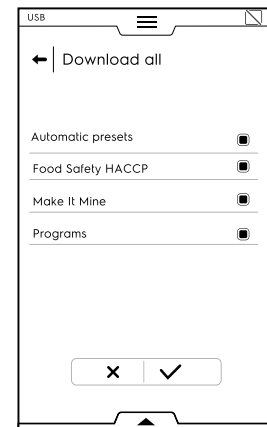 USB
Download all
Automatic presets
Food Safety HACCP
Make It Mine
Programs